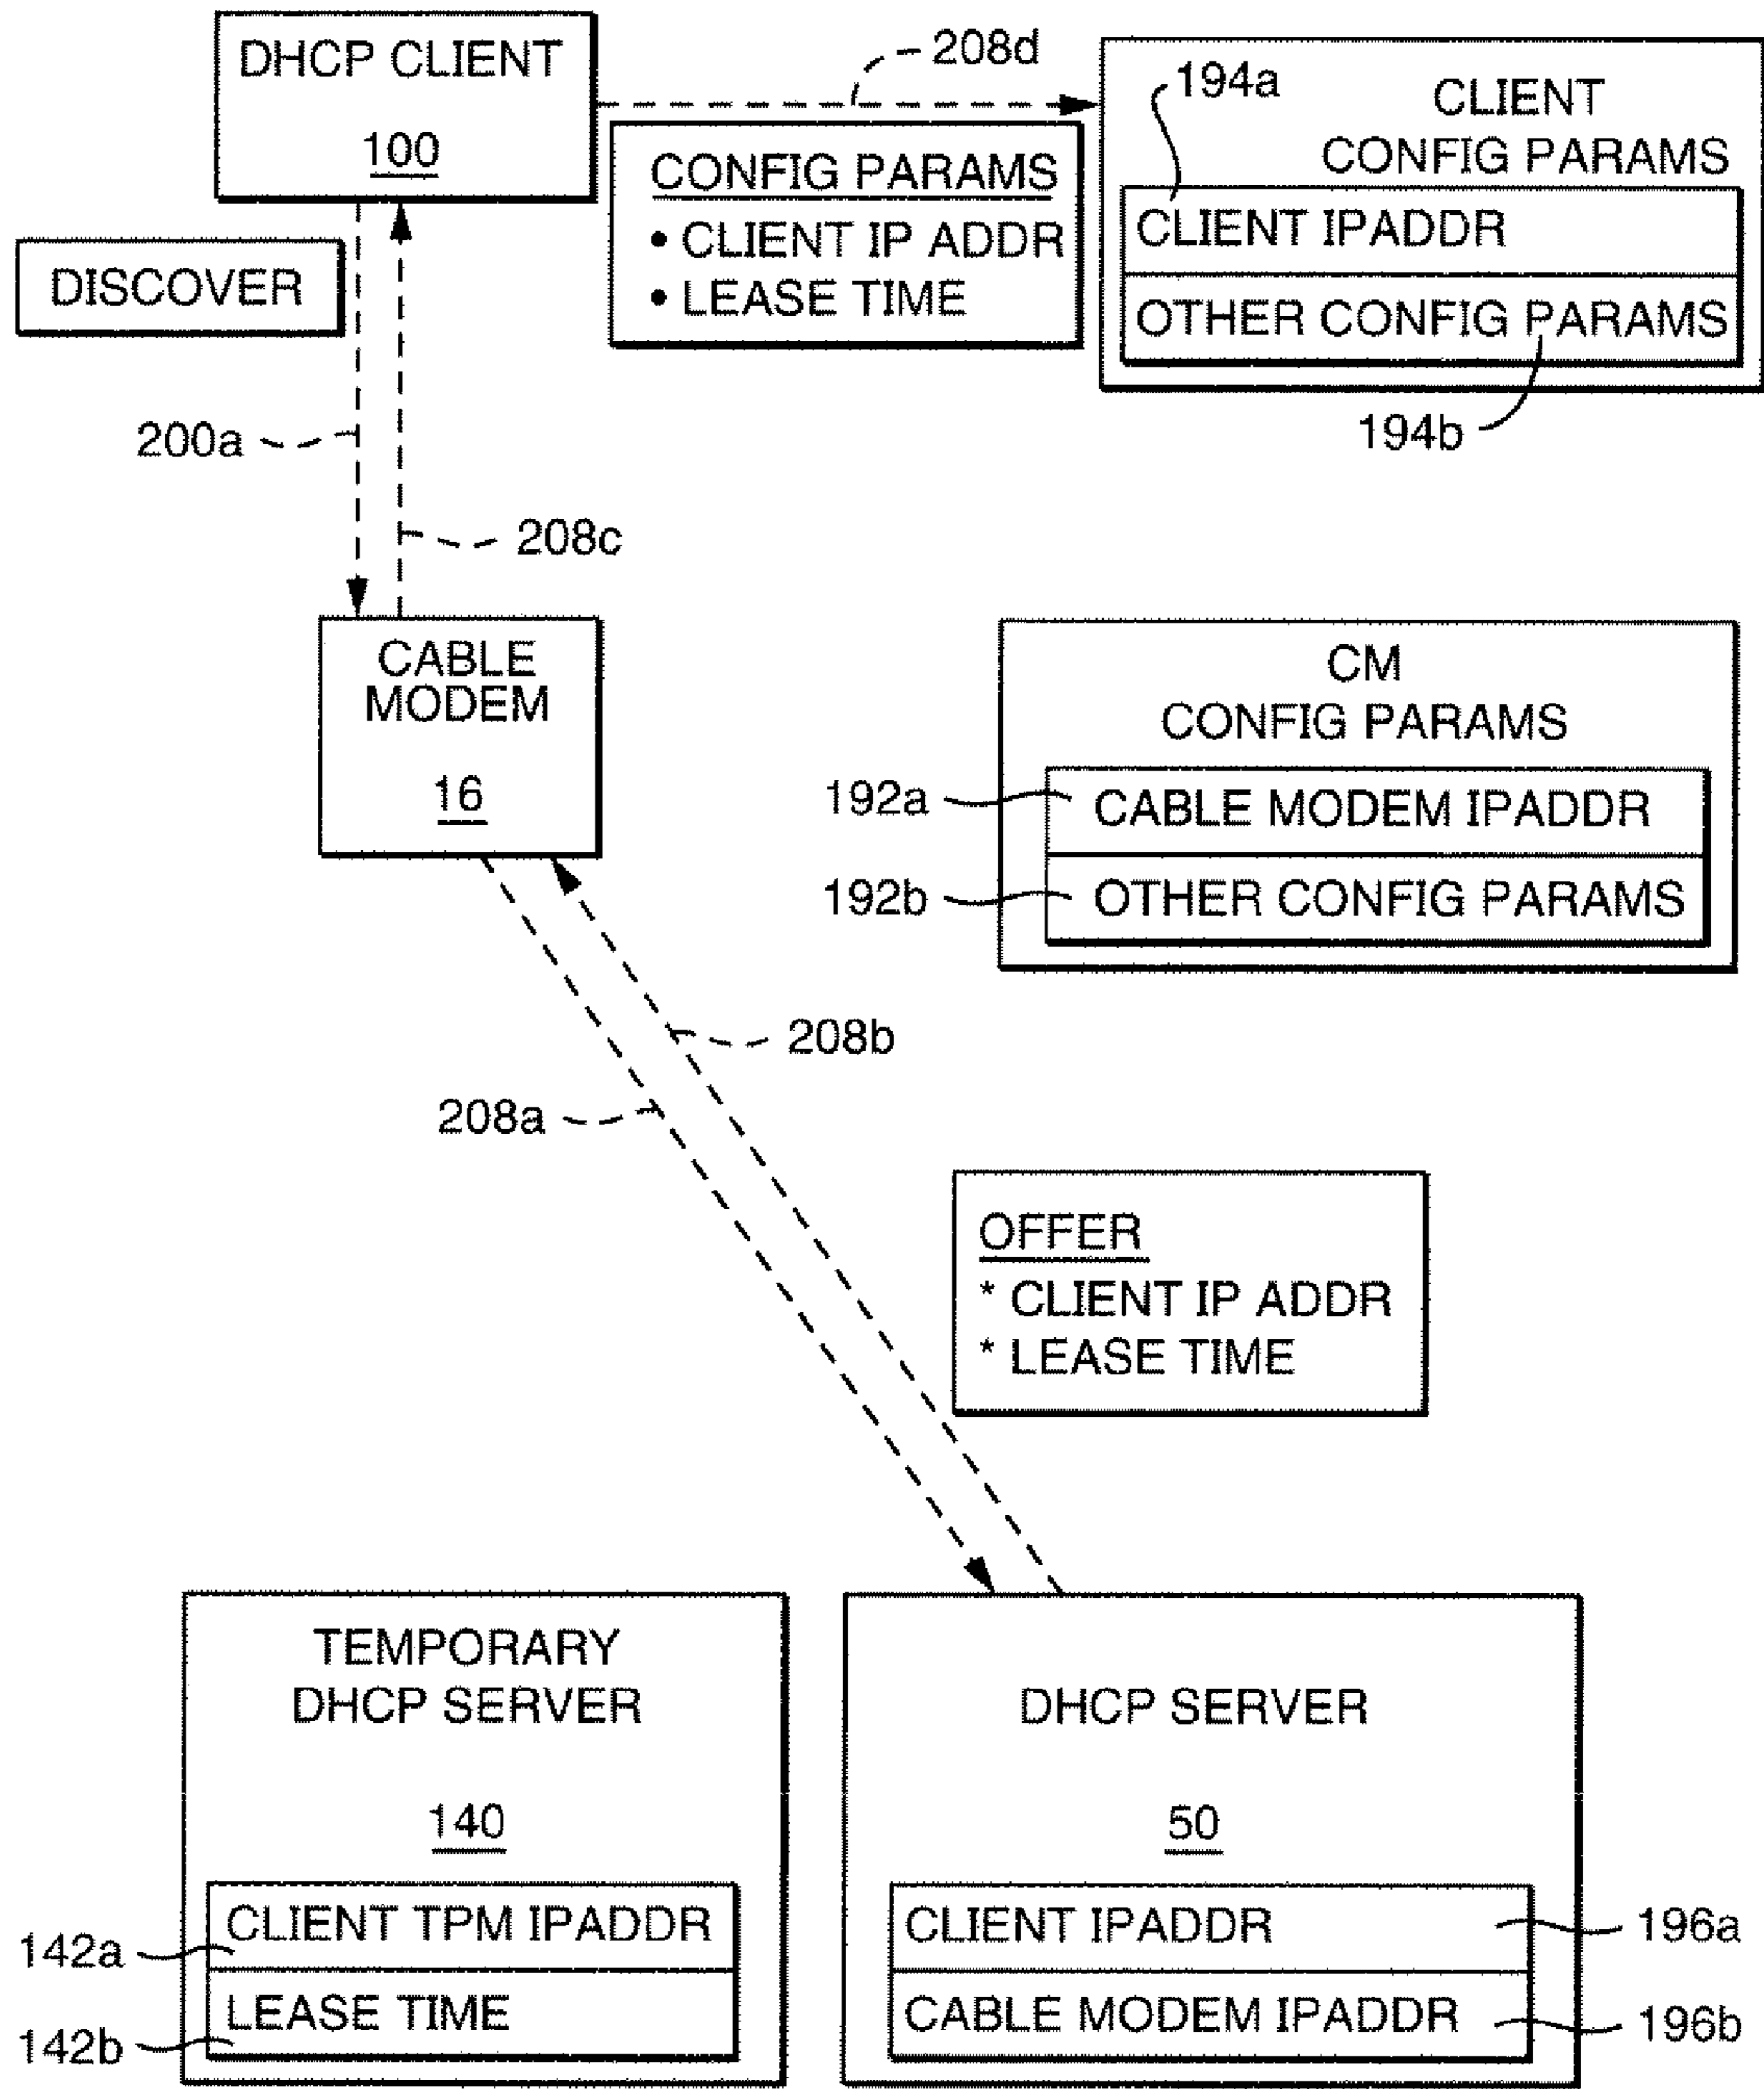 DHCP CLIENT
100
208d
194a
CLIENT
CONFIG PARAMS
CLIENT IPADDR
OTHER CONFIG PARAMS
194b
CONFIG PARAMS
• CLIENT IP ADDR
• LEASE TIME
DISCOVER
200a
208c
CABLE
MODEM
16
CM
CONFIG PARAMS
192a
CABLE MODEM IPADDR
192b
OTHER CONFIG PARAMS
208b
208a
OFFER
* CLIENT IP ADDR
* LEASE TIME
TEMPORARY
DHCP SERVER
140
CLIENT TPM IPADDR
142a
LEASE TIME
142b
DHCP SERVER
50
CLIENT IPADDR
196a
CABLE MODEM IPADDR
196b